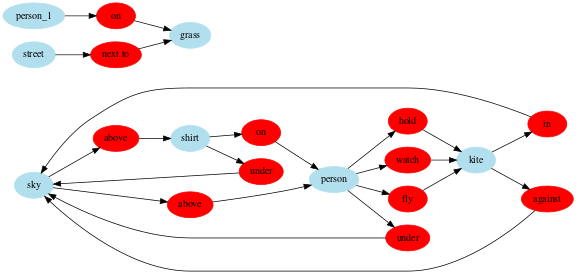 person_1
on
grass
street
next to
sky
above
shirt
on
under
above
person
hold
watch
fly
under
kite
in
against